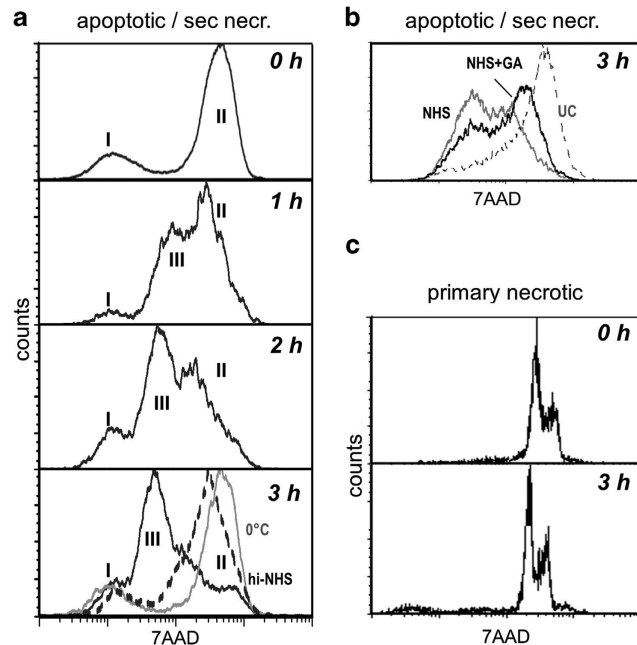 a
apoptotic / sec necr.
0 h
I
II
1 h
I
III
II
2 h
I
III
II
3 h
I
III
II
0°C
hi-NHS
counts
7AAD
b
apoptotic / sec necr.
3 h
NHS+GA
NHS
UC
7AAD
c
primary necrotic
0 h
3 h
counts
7AAD